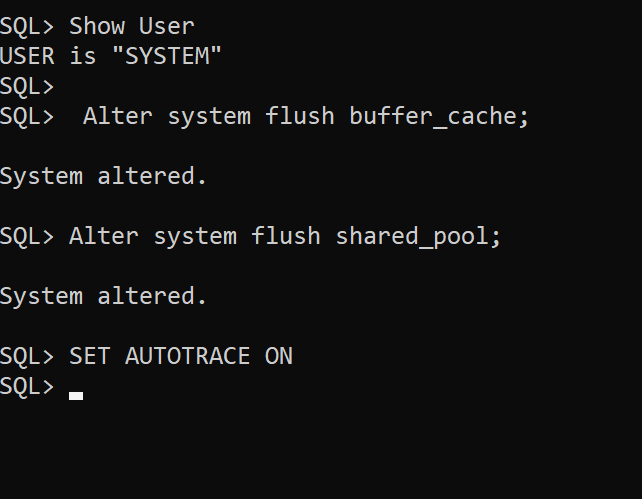 SQL> Show User
USER is "SYSTEM"
SQL>
SQL>  Alter system flush buffer_cache;
System altered.
SQL> Alter system flush shared_pool;
System altered.
SQL> SET AUTOTRACE ON
SQL>